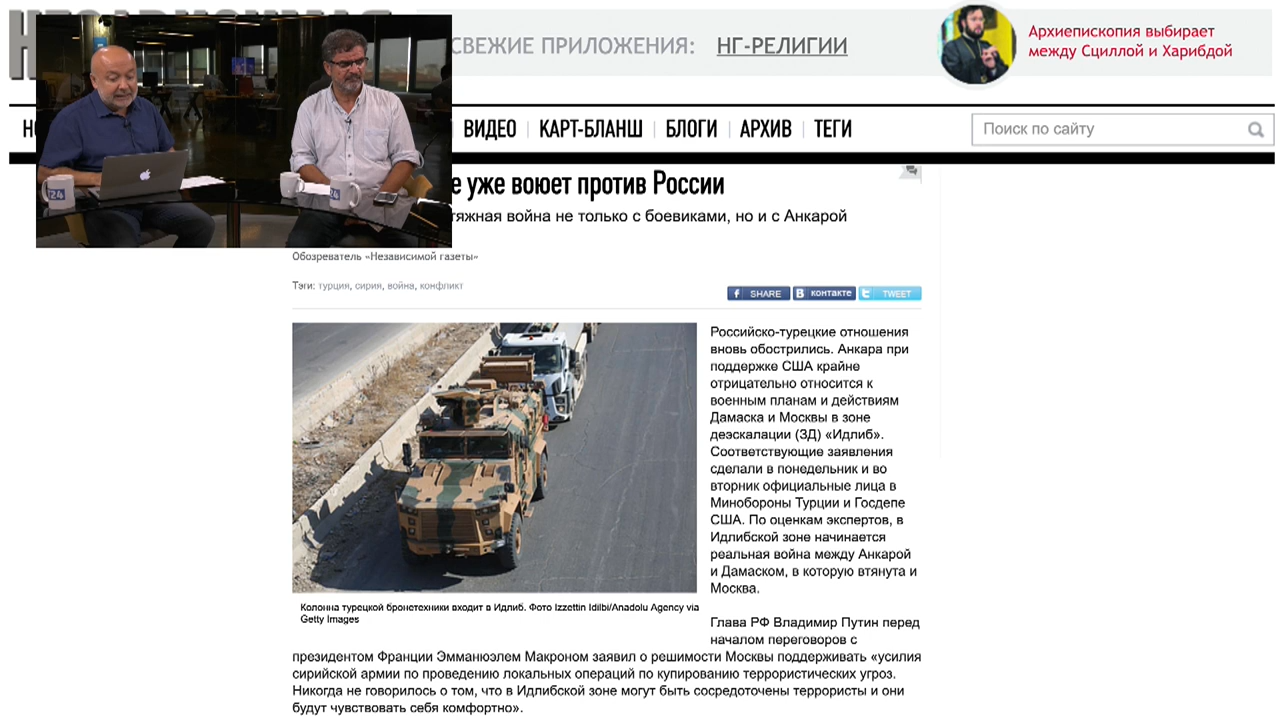 СВЕЖИЕ ПРИЛОЖЕНИЯ: НГ-РЕЛИГИИ
Архиепископия выбирает
между Сциллой и Харибдой
ВИДЕО КАРТ-БЛАНШ БЛОГИ АРХИВ ТЕГИ
Поиск по сайту
е уже воюет против России
тяжная война не только с боевиками, но и с Анкарой
24
24
Обозреватель «Независимой газеты»
Тэги: турция, сирия, война, конфликт
SHARE
контакте
TWEET
Российско-турецкие отношения
вновь обострились. Анкара при
поддержке США крайне
отрицательно относится к
военным планам и действиям
Дамаска и Москвы в зоне
деэскалации (ЗД) «Идлиб».
Соответствующие заявления
сделали в понедельник и во
вторник официальные лица в
Минобороны Турции и Госдепе
США. По оценкам экспертов, в
Идлибской зоне начинается
реальная война между Анкарой
и Дамаском, в которую втянута и
Москва.
Колонна турецкой бронетехники входит в Идлиб. Фото Izzettin Idilbi/Anadolu Agency via
Getty Images
Глава РФ Владимир Путин перед
началом переговоров с
президентом Франции Эммануэлем Макроном заявил о решимости Москвы поддерживать «усилия
сирийской армии по проведению локальных операций по купированию террористических угроз.
Никогда не говорилось о том, что в Идлибской зоне могут быть сосредоточены террористы и они
будут чувствовать себя комфортно».